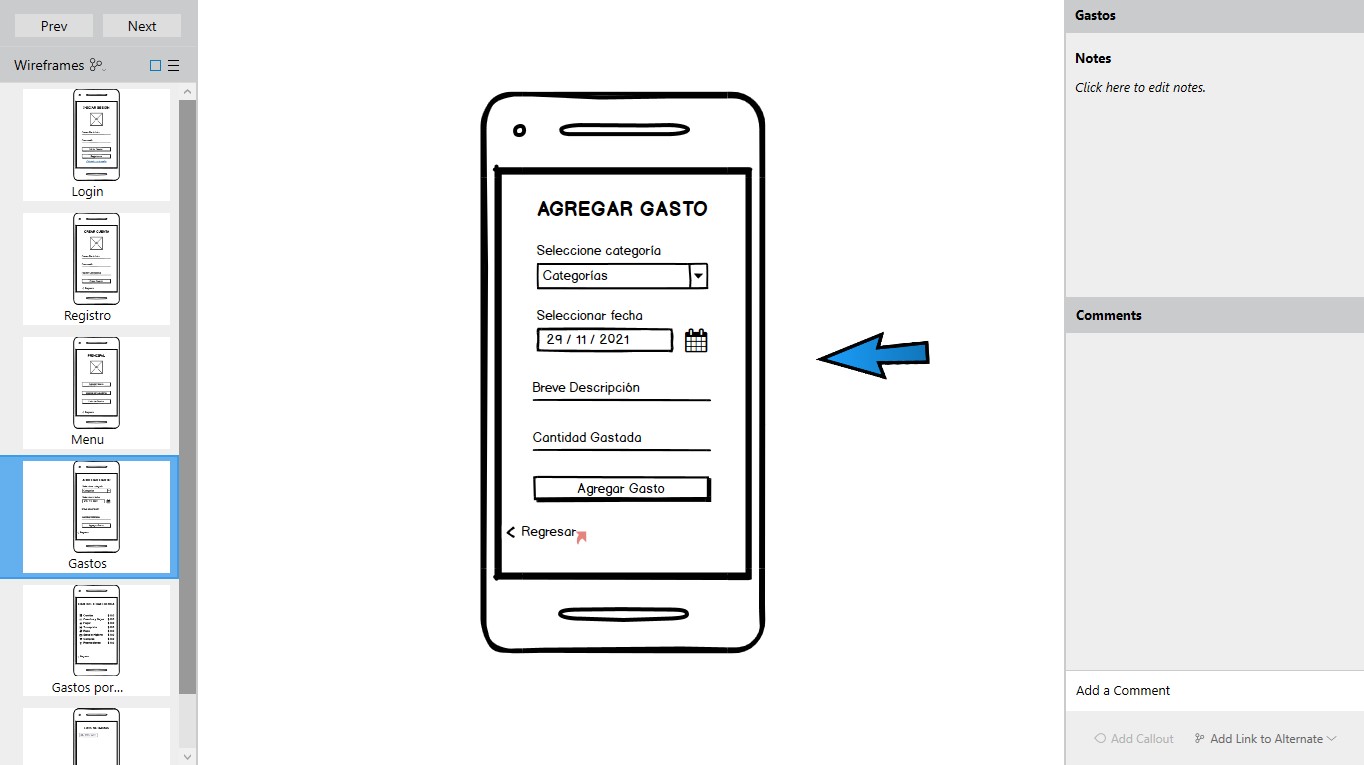 Prev
Next
Wireframes
Login
Registro
Menu
Gastos
Gastos por...
AGREGAR GASTO
Seleccione categoría
Categorías
Seleccionar fecha
29 / 11 / 2021
Breve Descripción
Cantidad Gastada
Agregar Gasto
Regresar
Gastos
Notes
Click here to edit notes.
Comments
Add a Comment
Add Callout
Add Link to Alternate